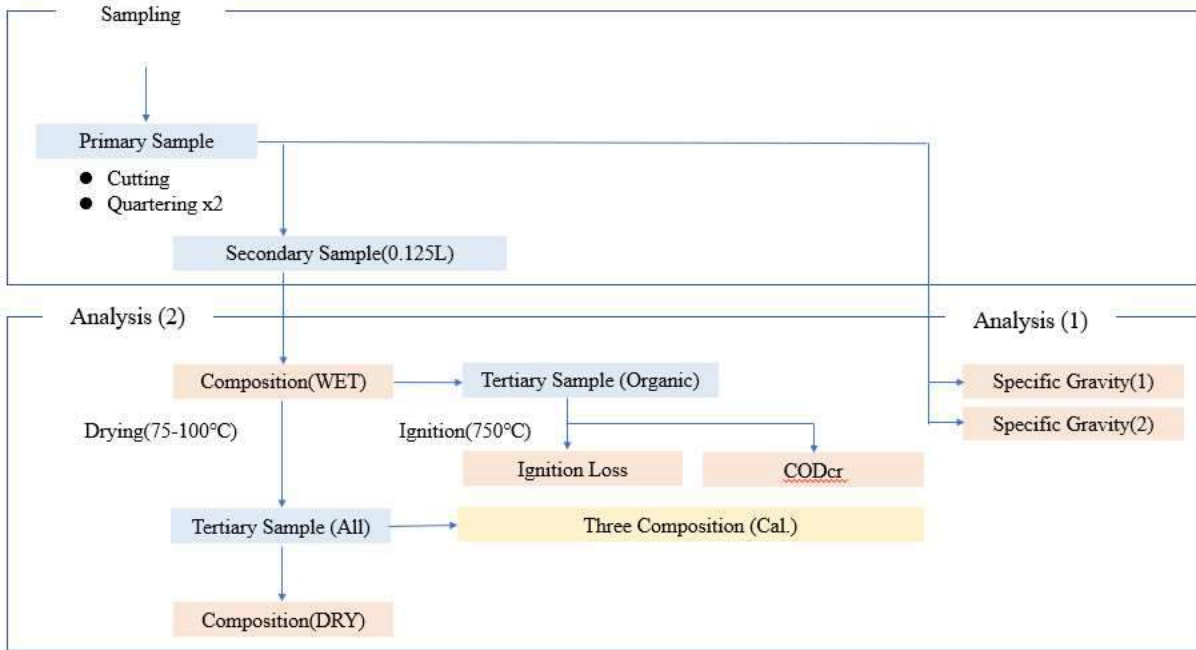 Sampling
Primary Sample
● Cutting
● Quartering x2
Secondary Sample(0.125L)
Analysis (2)
Analysis (1)
Composition(WET)
Tertiary Sample (Organic)
Specific Gravity(1)
Drying(75-100℃)
Ignition(750℃)
Specific Gravity(2)
Ignition Loss
CODcr
Tertiary Sample (All)
Three Composition (Cal.)
Composition(DRY)